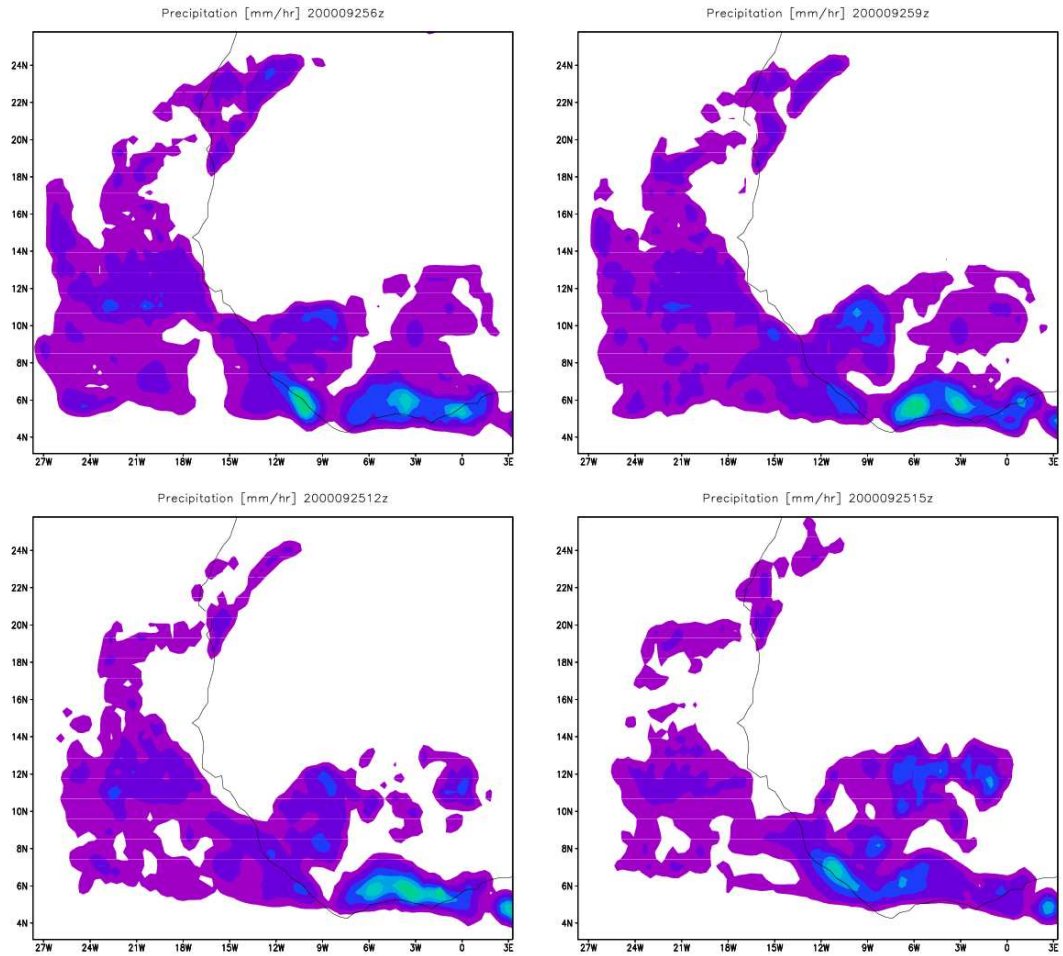 Precipitation [mm/hr] 200009256z
24N
22N
20N
18N
16N
14N
12N
10N
8N
6N
4N
27W 24W 21W 18W 15W 12W 9W 6W 3W 0 3E
Precipitation [mm/hr] 200009259z
24N
22N
20N
18N
16N
14N
12N
10N
8N
6N
4N
27W 24W 21W 18W 15W 12W 9W 6W 3W 0 3E
Precipitation [mm/hr] 2000092512z
24N
22N
20N
18N
16N
14N
12N
10N
8N
6N
4N
27W 24W 21W 18W 15W 12W 9W 6W 3W 0 3E
Precipitation [mm/hr] 2000092515z
24N
22N
20N
18N
16N
14N
12N
10N
8N
6N
4N
27W 24W 21W 18W 15W 12W 9W 6W 3W 0 3E